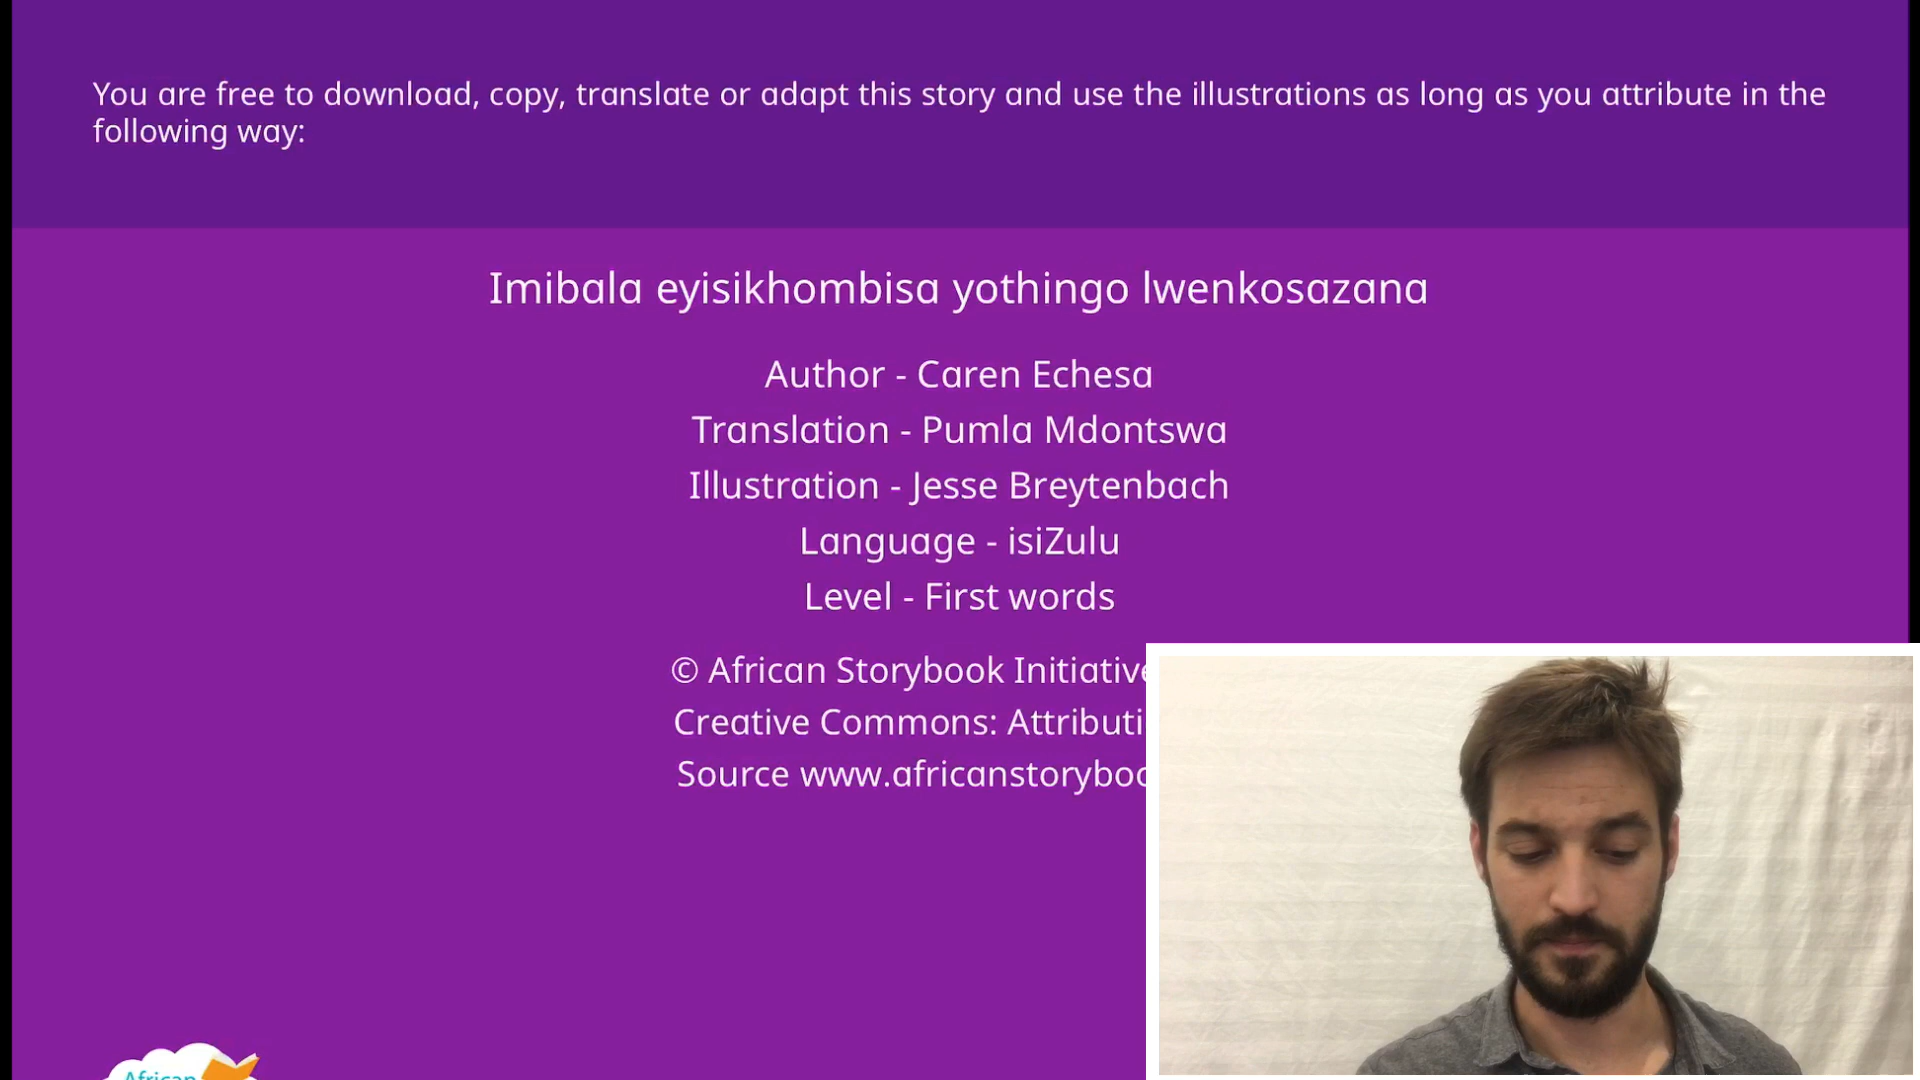 You are free to download, copy, translate or adapt this story and use the illustrations as long as you attribute in the
following way:
Imibala eyisikhombisa yothingo lwenkosazana
Author - Caren Echesa
Translation - Pumla Mdontswa
Illustration - Jesse Breytenbach
Language - isiZulu
Level - First words
© African Storybook Initiative
Creative Commons: Attributi
Source www.africanstoryboo
African